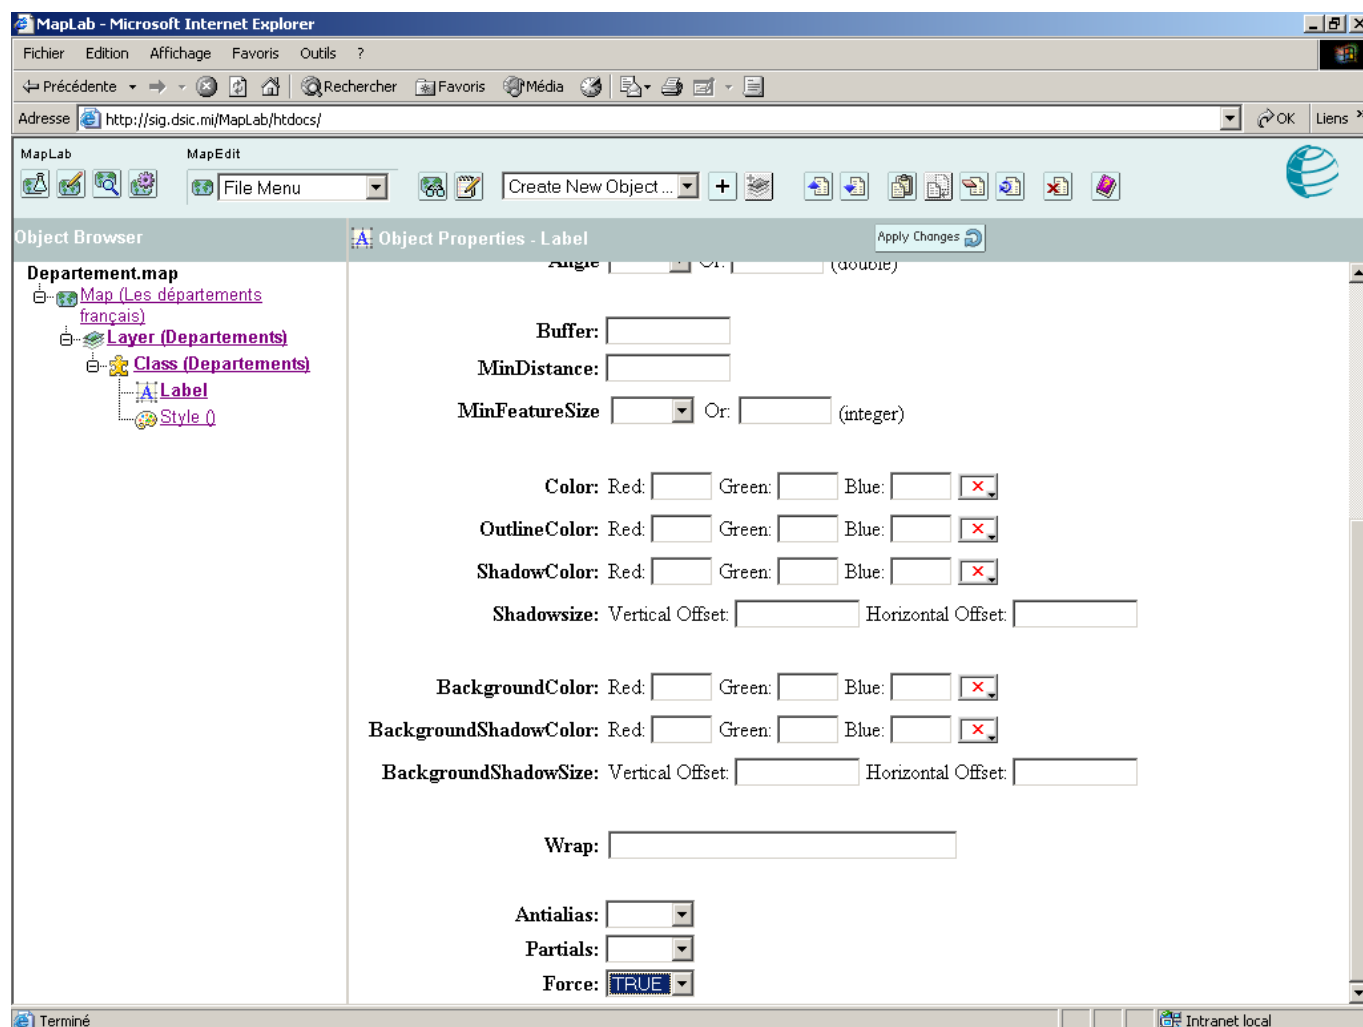 MapLab - Microsoft Internet Explorer
Fichier Edition Affichage Favoris Outils ?
Précédente Rechercher Favoris Média
Adresse http://sig.dsic.mi/MapLab/htdocs/ OK Liens »
MapLab MapEdit
File Menu Create New Object ...
Object Browser Object Properties - Label Apply Changes
Departement.map
Map (Les départements
français)
Layer (Departements)
Class (Departements)
Label
Style ()
Angle Or: (double)
Buffer:
MinDistance:
MinFeatureSize Or: (integer)
Color: Red: Green: Blue:
OutlineColor: Red: Green: Blue:
ShadowColor: Red: Green: Blue:
Shadowsize: Vertical Offset: Horizontal Offset:
BackgroundColor: Red: Green: Blue:
BackgroundShadowColor: Red: Green: Blue:
BackgroundShadowSize: Vertical Offset: Horizontal Offset:
Wrap:
Antialias:
Partials:
Force: TRUE
Terminé Intranet local